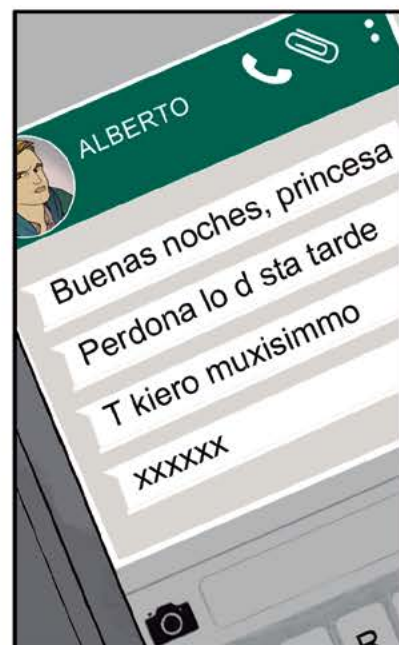 ALBERTO
Buenas noches, princesa
Perdona lo d sta tarde
T kiero muxisimmo
xxxxxx
R